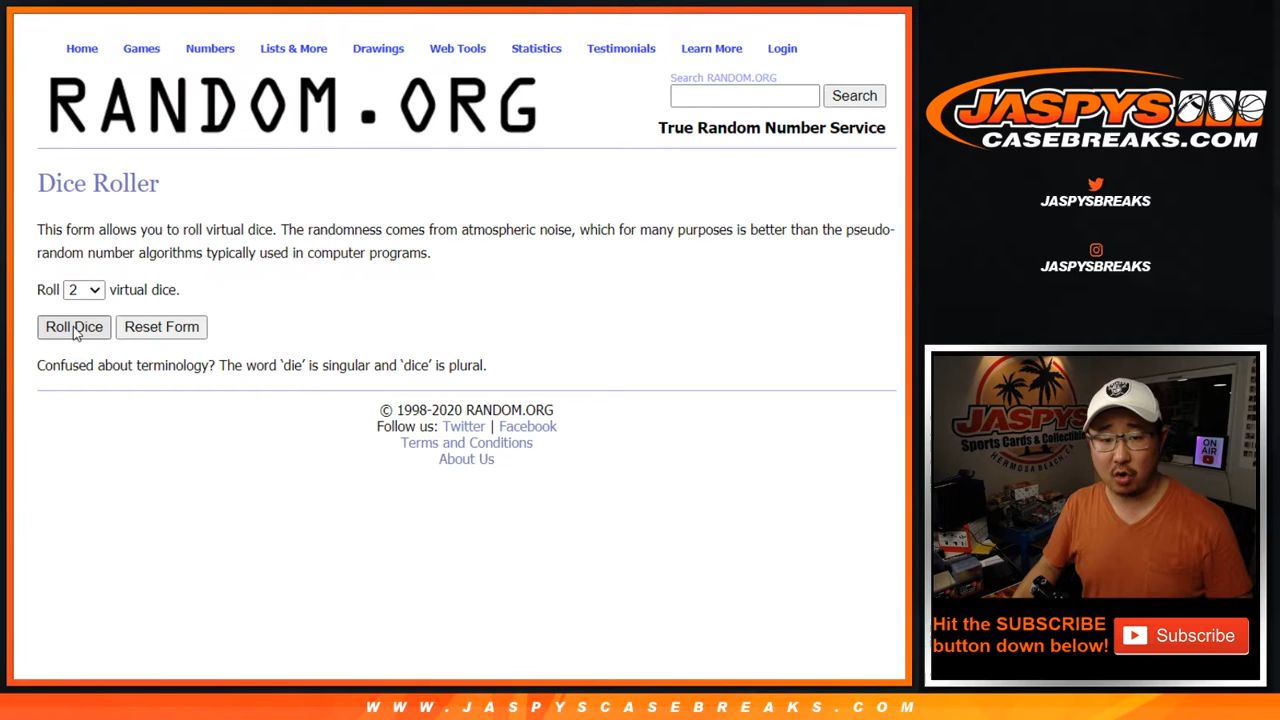 Home Games Numbers Lists & More Drawings Web Tools Statistics Testimonials Learn More Login
RANDOM.ORG
Search RANDOM.ORG
Search
True Random Number Service
Dice Roller
This form allows you to roll virtual dice. The randomness comes from atmospheric noise, which for many purposes is better than the pseudo-
random number algorithms typically used in computer programs.
Roll 2 virtual dice.
Roll Dice Reset Form
Confused about terminology? The word ‘die’ is singular and ‘dice’ is plural.
© 1998-2020 RANDOM.ORG
Follow us: Twitter | Facebook
Terms and Conditions
About Us
JASPYS
CASEBREAKS.COM
JASPYSBREAKS
JASPYSBREAKS
JASPYS
Sports Cards & Collectibles
HERMOSA BEACH, CA
ON
AIR
Hit the SUBSCRIBE
button down below!
Subscribe
WWW.JASPYSCASEBREAKS.COM